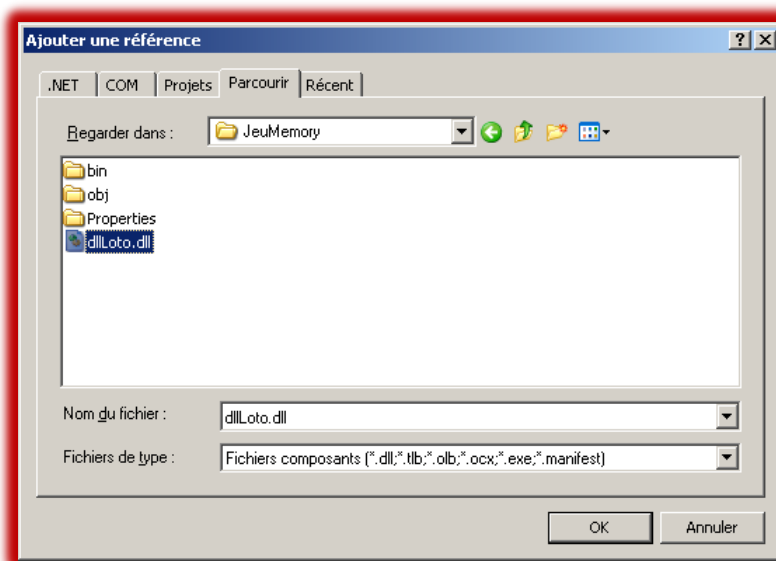 Ajouter une référence
.NET COM Projets Parcourir Récent
Regarder dans : JeuMemory
bin
obj
Properties
dllLoto.dll
Nom du fichier : dllLoto.dll
Fichiers de type : Fichiers composants (*.dll;*.tlb;*.olb;*.ocx;*.exe;*.manifest)
OK Annuler